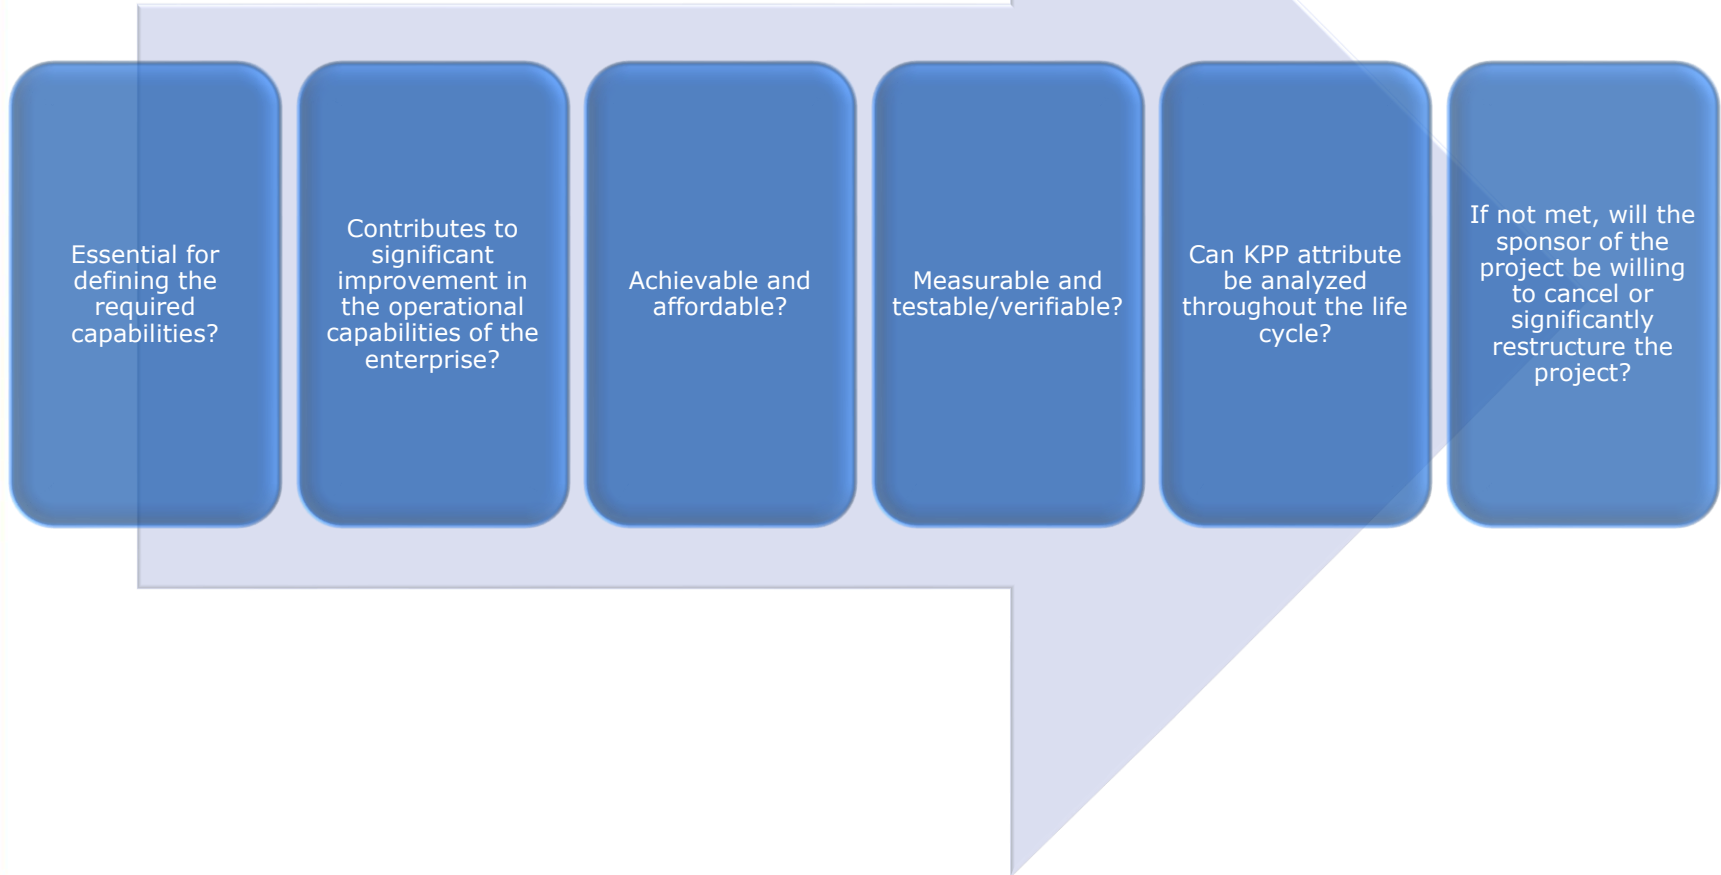 Essential for
defining the
required
capabilities?
Contributes to
significant
improvement in
the operational
capabilities of the
enterprise?
Achievable and
affordable?
Measurable and
testable/verifiable?
Can KPP attribute
be analyzed
throughout the life
cycle?
If not met, will the
sponsor of the
project be willing
to cancel or
significantly
restructure the
project?